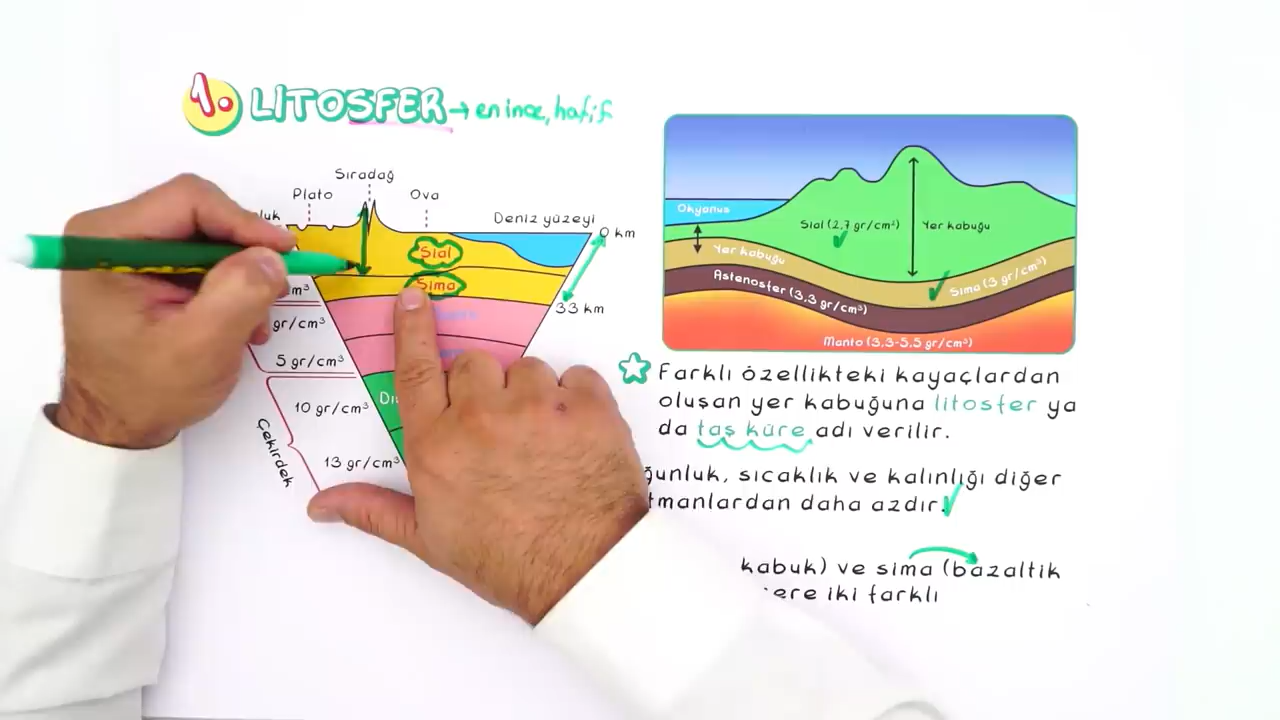 1. LİTOSFER → en ince, hafif
Sıradağ
Plato
Ova
Deniz yüzeyi
0 km
Sial
Sima
33 km
gr/cm³
5 gr/cm³
10 gr/cm³
13 gr/cm³
Çekirdek
Okyanus
Sial (2,7 gr/cm³)
Yer kabuğu
Yer kabuğu
Sima (3 gr/cm³)
Astenosfer (3,3 gr/cm³)
Manto (3,3-5,5 gr/cm³)
Farklı özellikteki kayaçlardan
oluşan yer kabuğuna litosfer ya
da taş küre adı verilir.
sıcaklık ve kalınlığı diğer
daha azdır.
kabuk) ve sima (bazaltik
iki farklı